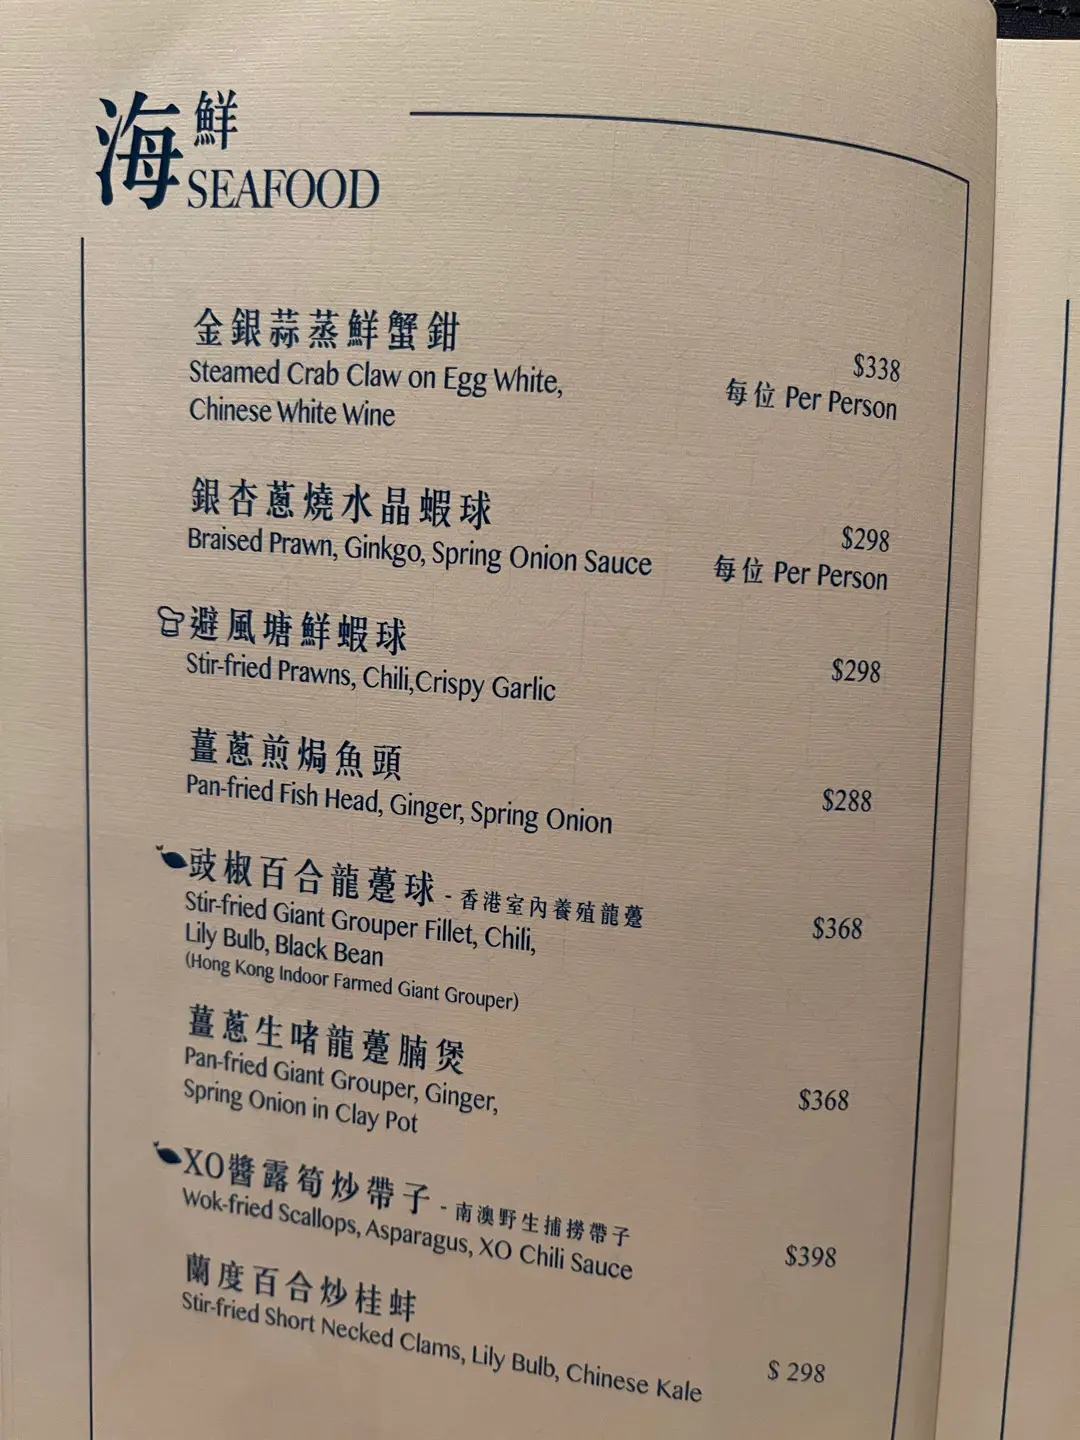 海鮮
SEAFOOD
金銀蒜蒸鮮蟹鉗
Steamed Crab Claw on Egg White,
Chinese White Wine
$338
每位 Per Person
銀杏蔥燒水晶蝦球
Braised Prawn, Ginkgo, Spring Onion Sauce
$298
每位 Per Person
避風塘鮮蝦球
Stir-fried Prawns, Chili,Crispy Garlic
$298
薑蔥煎焗魚頭
Pan-fried Fish Head, Ginger, Spring Onion
$288
豉椒百合龍躉球 - 香港室內養殖龍躉
Stir-fried Giant Grouper Fillet, Chili,
Lily Bulb, Black Bean
(Hong Kong Indoor Farmed Giant Grouper)
$368
薑蔥生啫龍躉腩煲
Pan-fried Giant Grouper, Ginger,
Spring Onion in Clay Pot
$368
XO醬露筍炒帶子 - 南澳野生捕撈帶子
Wok-fried Scallops, Asparagus, XO Chili Sauce
$398
蘭度百合炒桂蚌
Stir-fried Short Necked Clams, Lily Bulb, Chinese Kale
$ 298